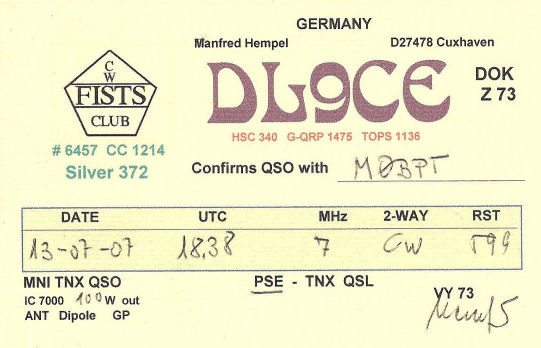 GERMANY
Manfred Hempel D27478 Cuxhaven
CW
FISTS
CLUB
DL9CE
DOK
Z 73
HSC 340 G-QRP 1475 TOPS 1136
# 6457 CC 1214
Silver 372
Confirms QSO with MØBPT
DATE UTC MHz 2-WAY RST
13-07-07 18.38 7 CW 599
MNI TNX QSO PSE - TNX QSL
IC 7000 100 W out VY 73
ANT Dipole GP